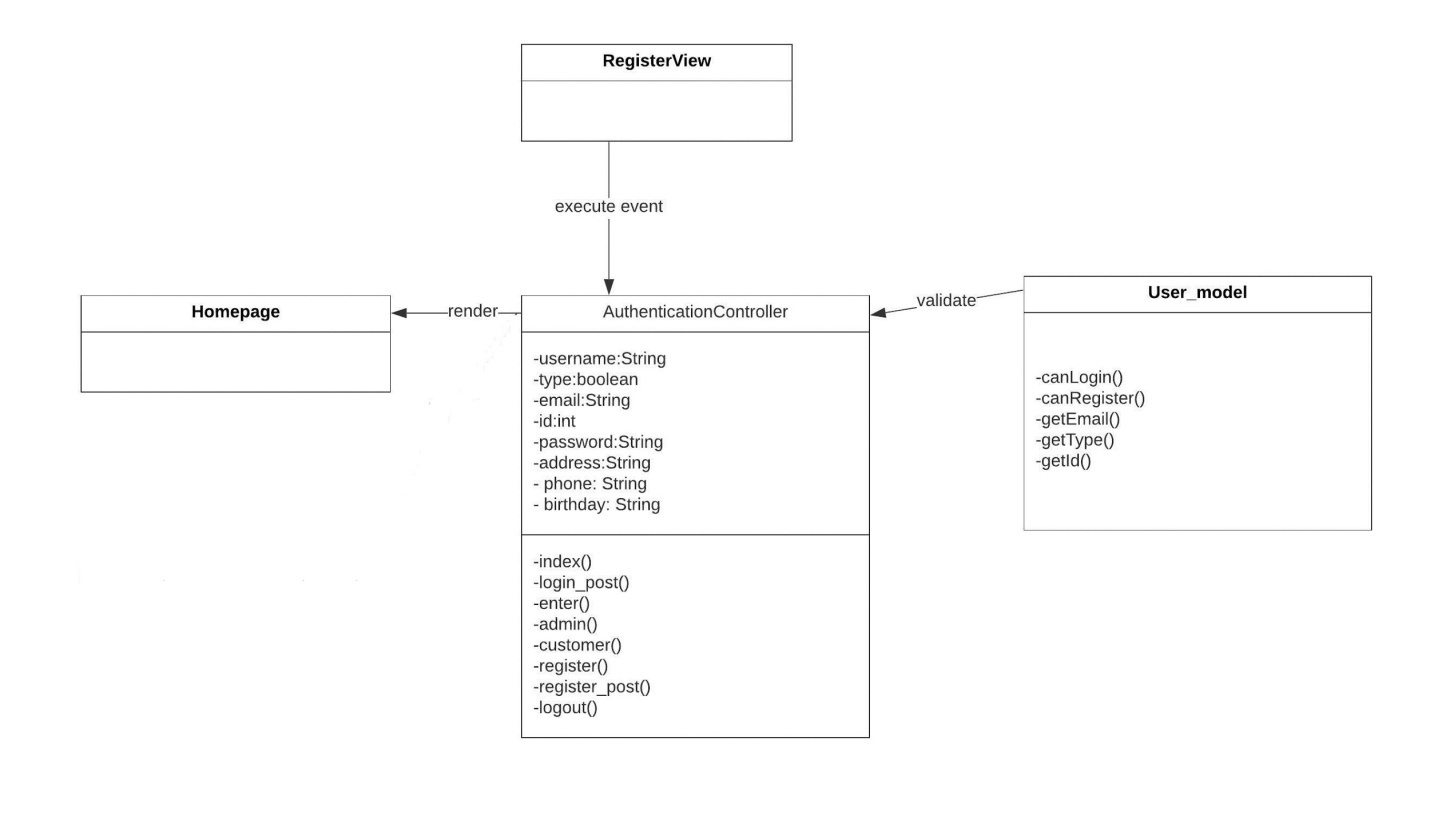 RegisterView
execute event
Homepage
render
AuthenticationController
-username:String
-type:boolean
-email:String
-id:int
-password:String
-address:String
- phone: String
- birthday: String
-index()
-login_post()
-enter()
-admin()
-customer()
-register()
-register_post()
-logout()
validate
User_model
-canLogin()
-canRegister()
-getEmail()
-getType()
-getId()